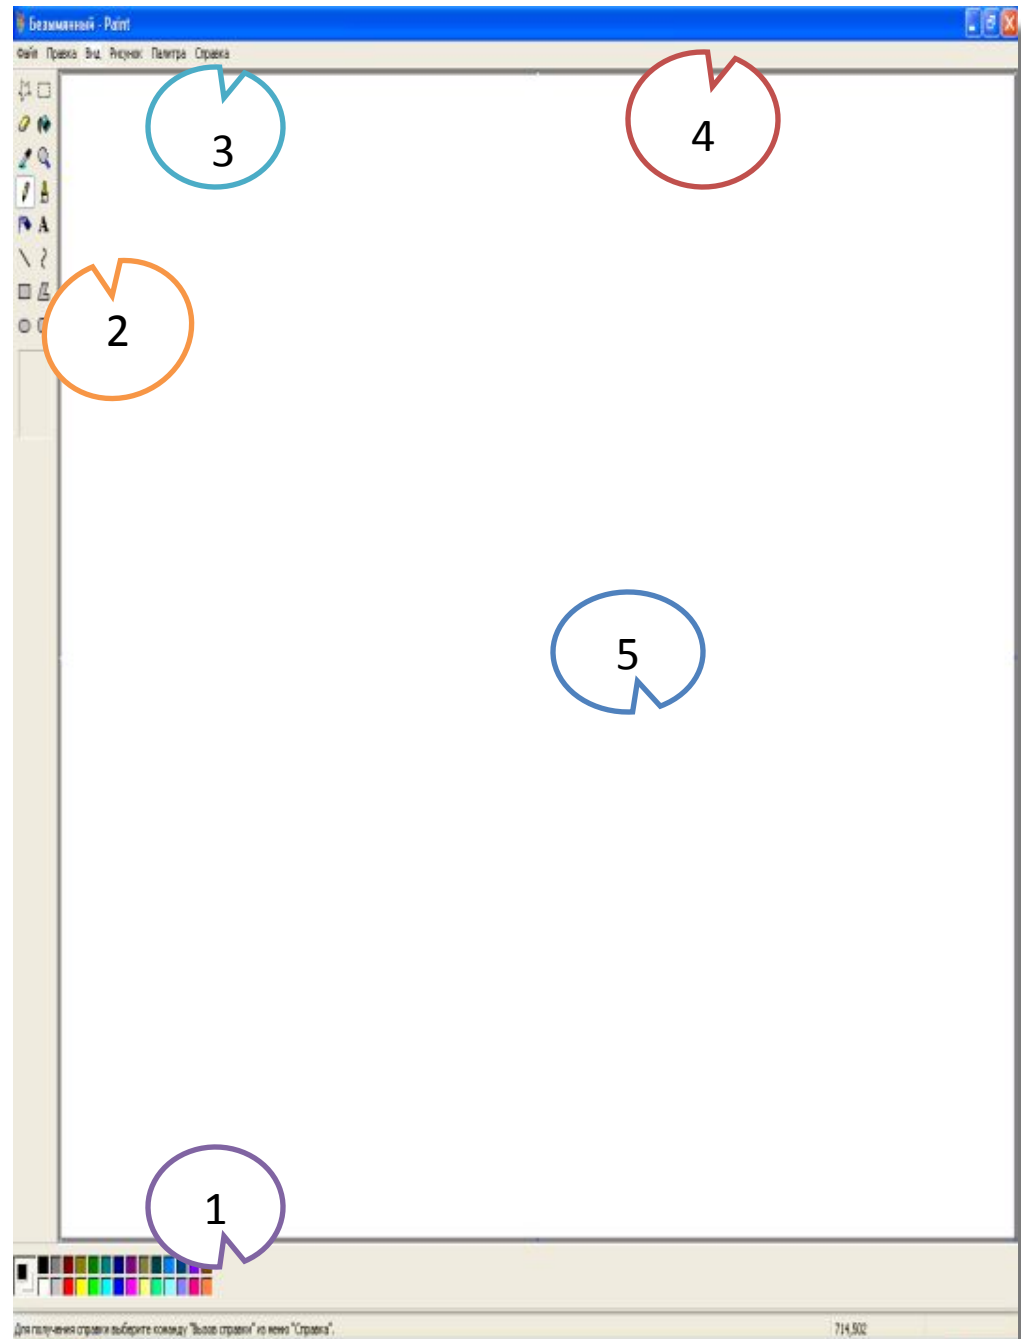 Безымянный - Paint
Файл Правка Вид Рисунок Палитра Справка
3
4
A
2
5
1
Для получения справки выберите команду "Вызов справки" из меню "Справка".
714,502